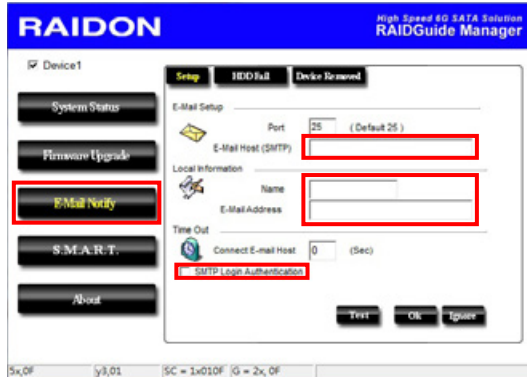 RAIDON
High Speed 6G SATA Solution
RAIDGuide Manager
Device1
System Status
Firmware Upgrade
E-Mail Notify
S.M.A.R.T.
About
Setup HDD Fail Device Removed
E-Mail Setup
Port 25 ( Default 25 )
E-Mail Host (SMTP)
Local Information
Name
E-Mail Address
Time Out
Connect E-mail Host 0 (Sec)
SMTP Login Authentication
Test Ok Ignore
5x,0F y3,01 SC = 1x010F G = 2x, 0F